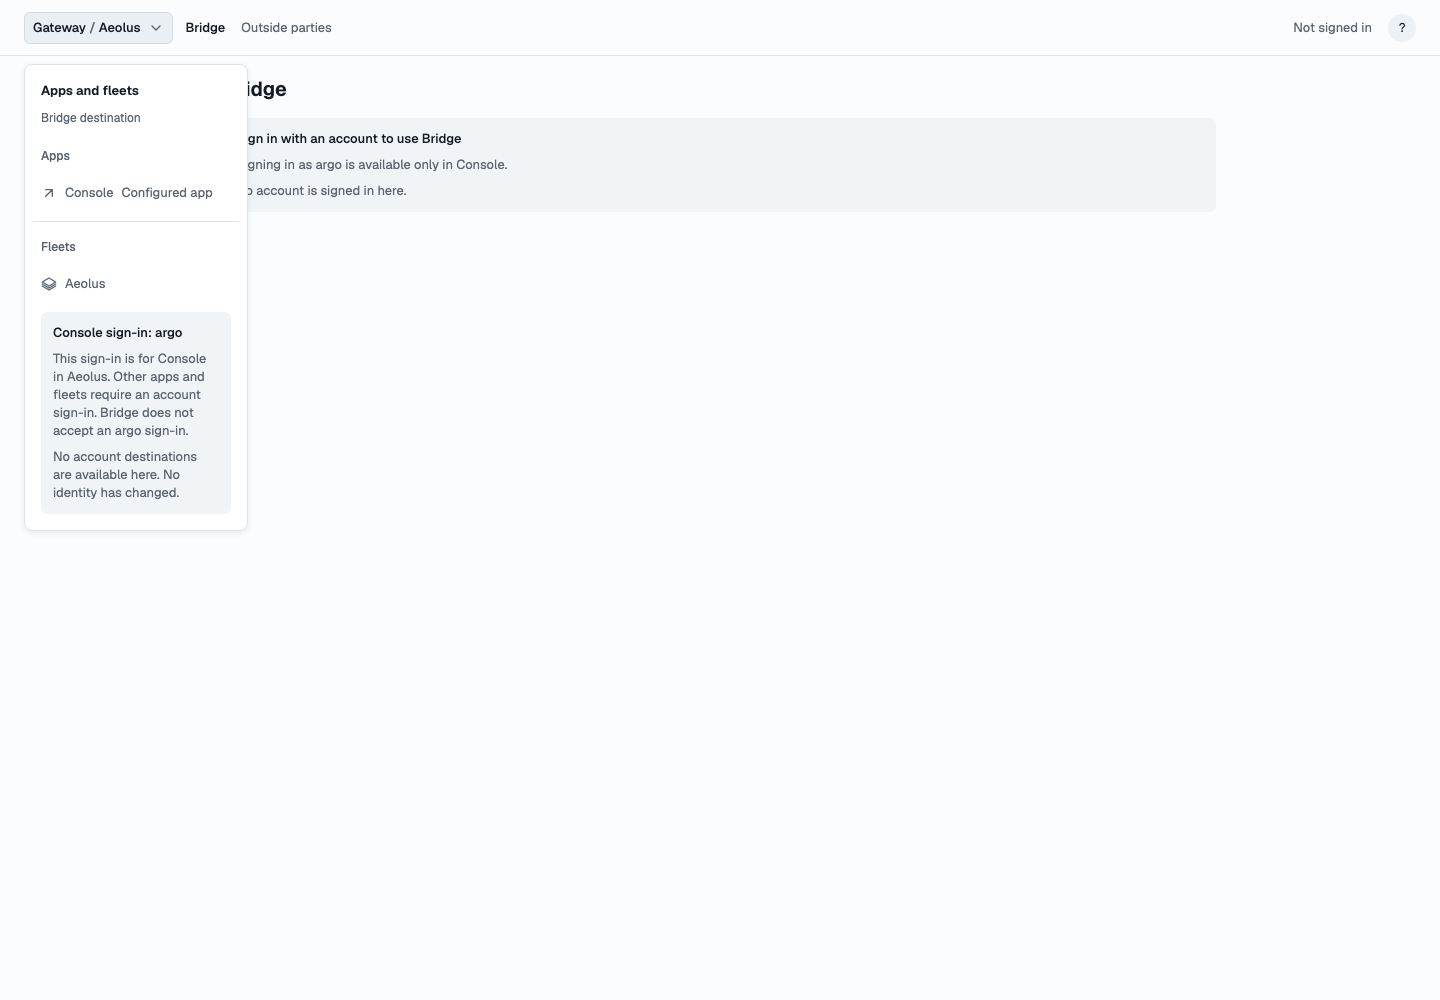 Gateway / Aeolus
Bridge
Outside parties
Not signed in
?
Apps and fleets
Bridge destination
Apps
Console Configured app
Fleets
Aeolus
Console sign-in: argo
This sign-in is for Console
in Aeolus. Other apps and
fleets require an account
sign-in. Bridge does not
accept an argo sign-in.
No account destinations
are available here. No
identity has changed.
in with an account to use Bridge
in as argo is available only in Console.
account is signed in here.